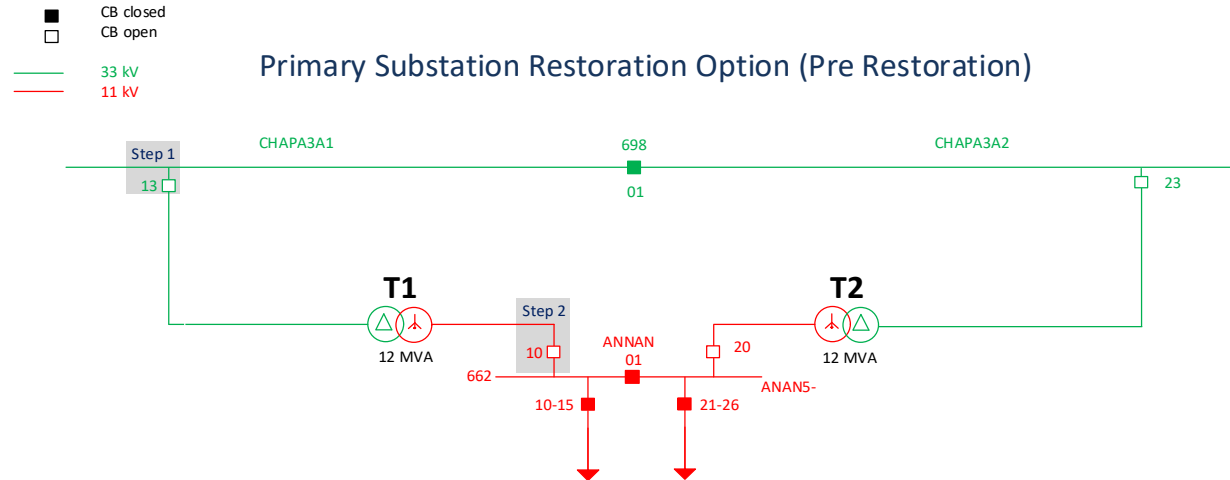 CB closed
CB open
33 kV
11 kV
Primary Substation Restoration Option (Pre Restoration)
CHAPA3A1
698
CHAPA3A2
Step 1
13
01
23
T1
T2
Step 2
12 MVA
10
ANNAN
01
20
12 MVA
662
ANAN5-
10-15
21-26